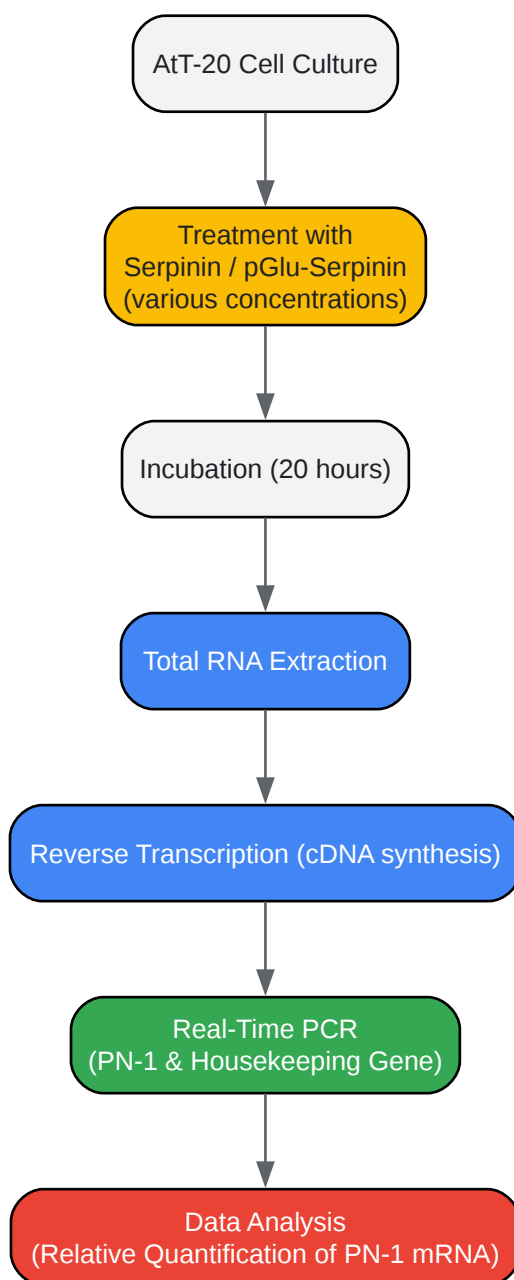 AtT-20 Cell Culture
Treatment with
Serpinin / pGlu-Serpinin
(various concentrations)
Incubation (20 hours)
Total RNA Extraction
Reverse Transcription (cDNA synthesis)
Real-Time PCR
(PN-1 & Housekeeping Gene)
Data Analysis
(Relative Quantification of PN-1 mRNA)